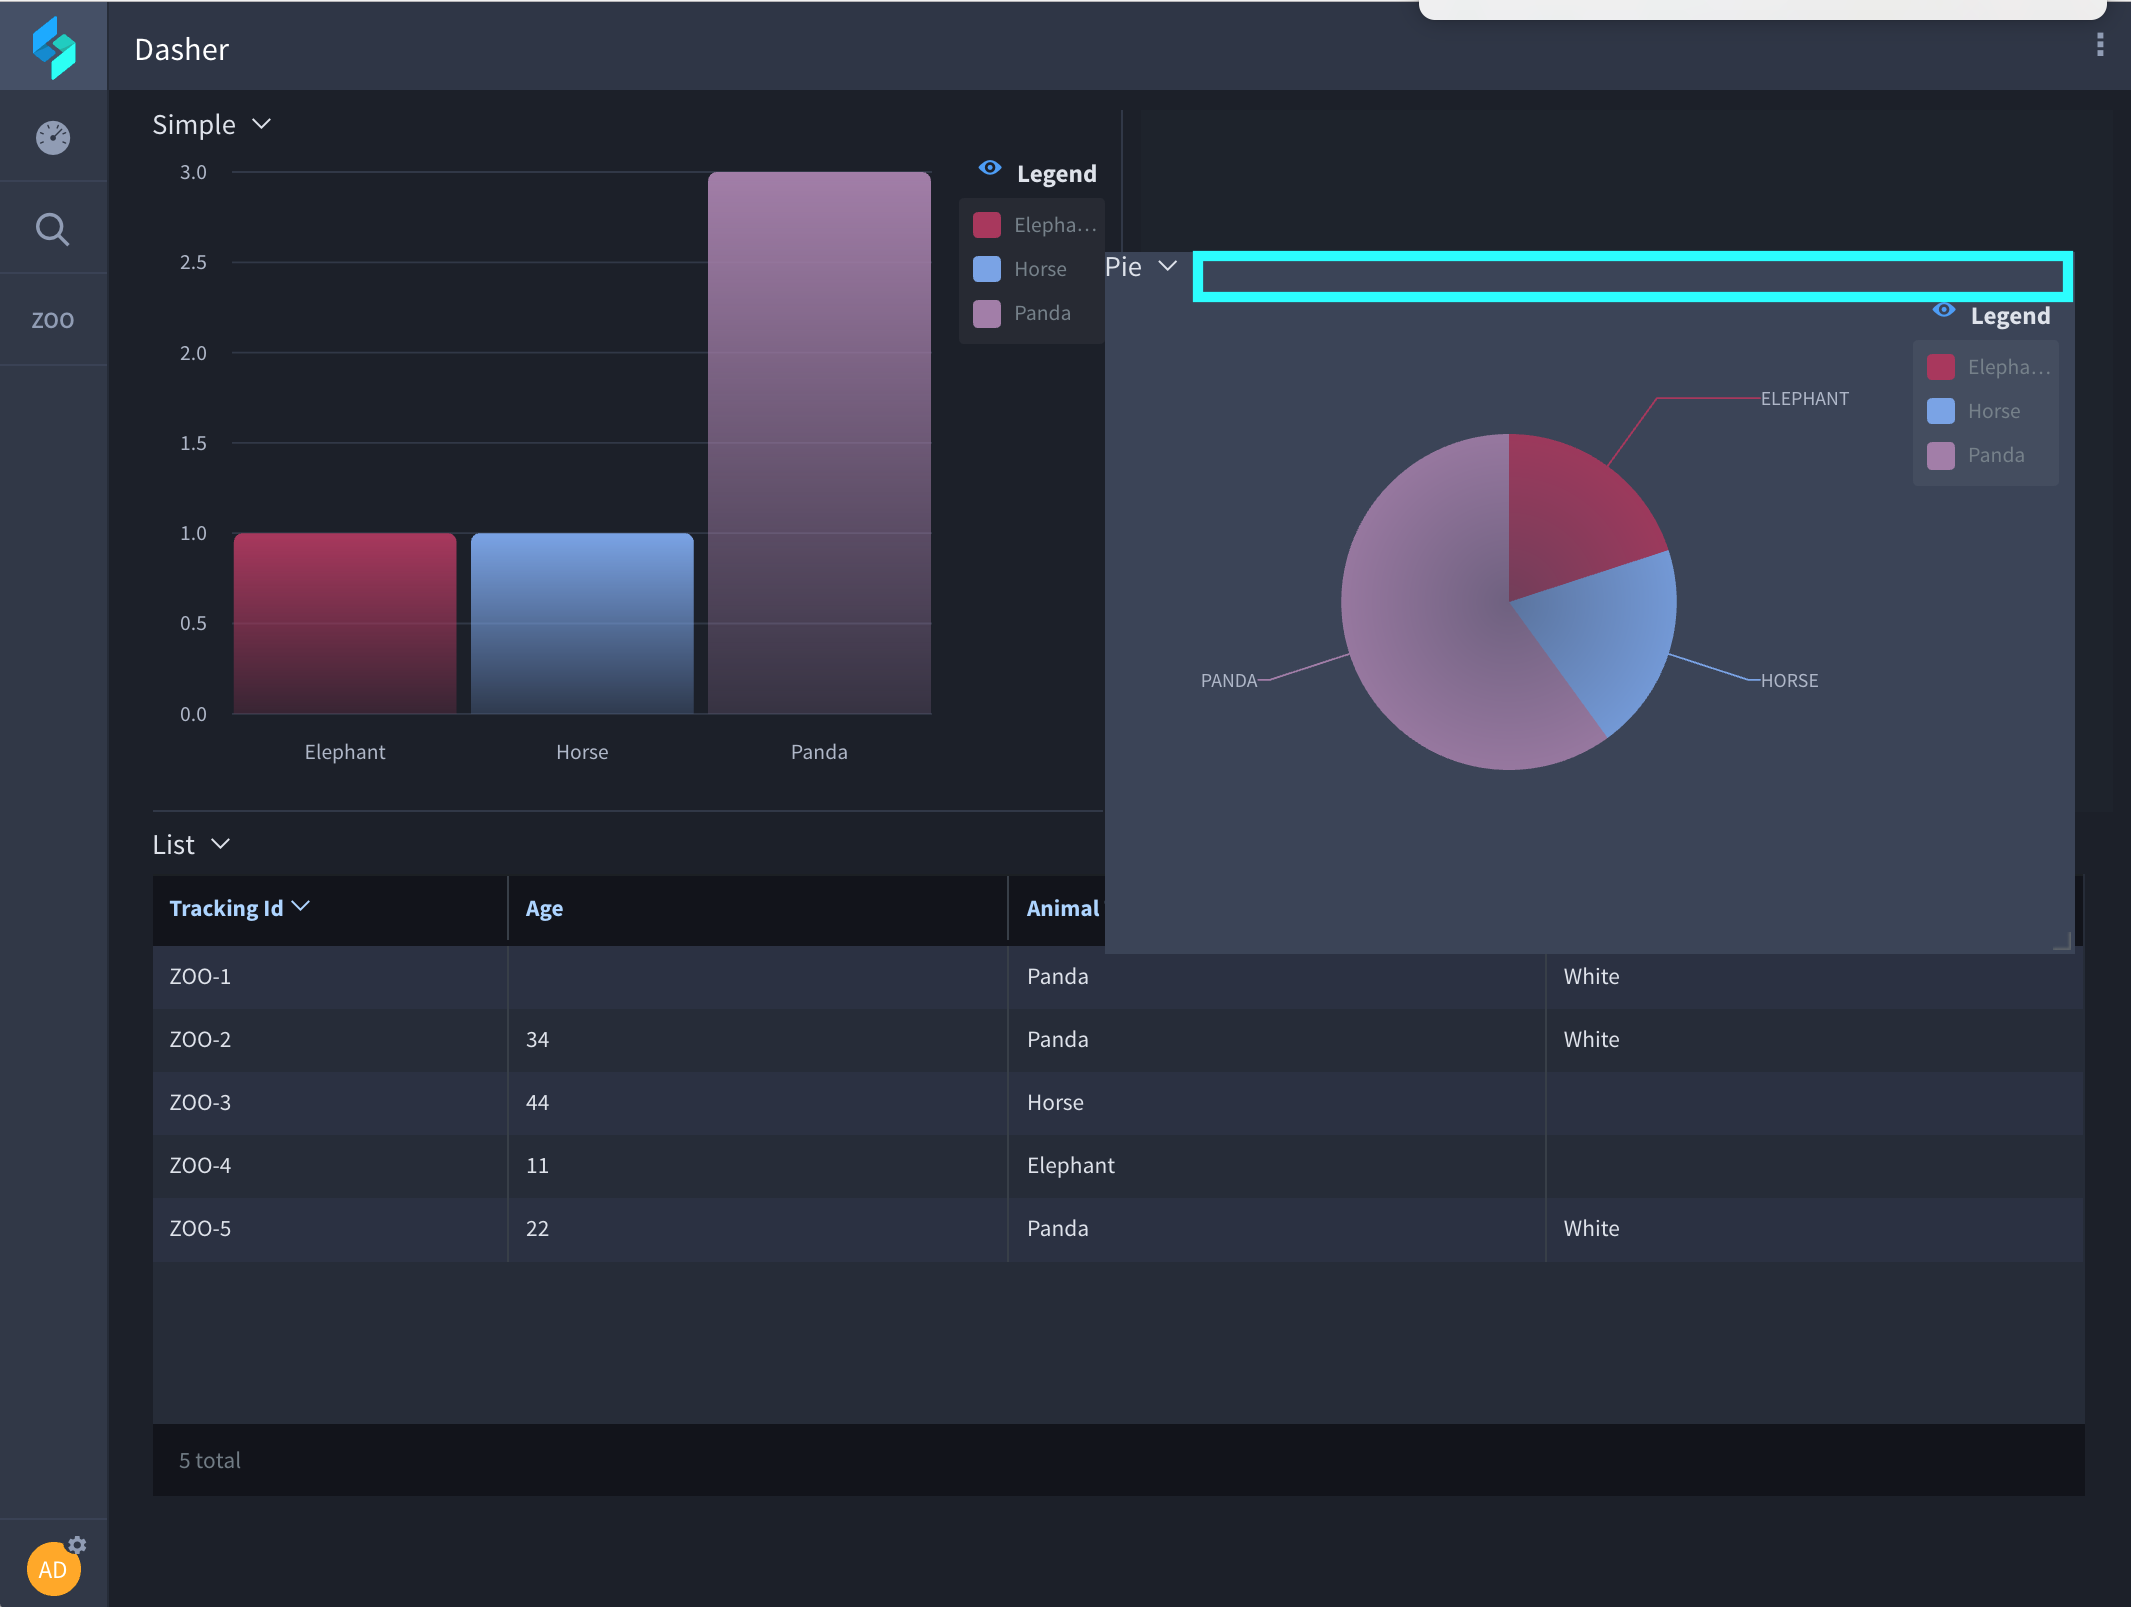 Dasher
Simple
3.0
2.5
2.0
1.5
1.0
0.5
0.0
Elephant Horse Panda
Legend
Elepha...
Horse
Panda
Pie
Legend
Elepha...
Horse
Panda
ELEPHANT
HORSE
PANDA
ZOO
List
Tracking Id Age Animal
ZOO-1 Panda White
ZOO-2 34 Panda White
ZOO-3 44 Horse
ZOO-4 11 Elephant
ZOO-5 22 Panda White
5 total
AD